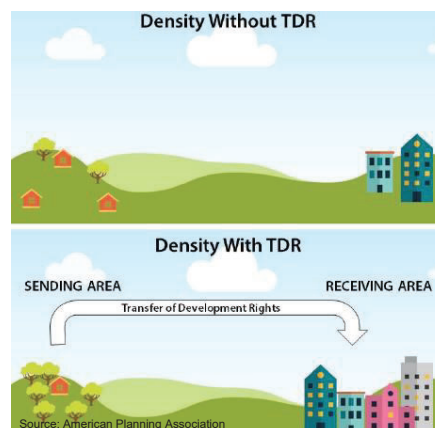 Density Without TDR
Density With TDR
SENDING AREA
RECEIVING AREA
Transfer of Development Rights
Source: American Planning Association